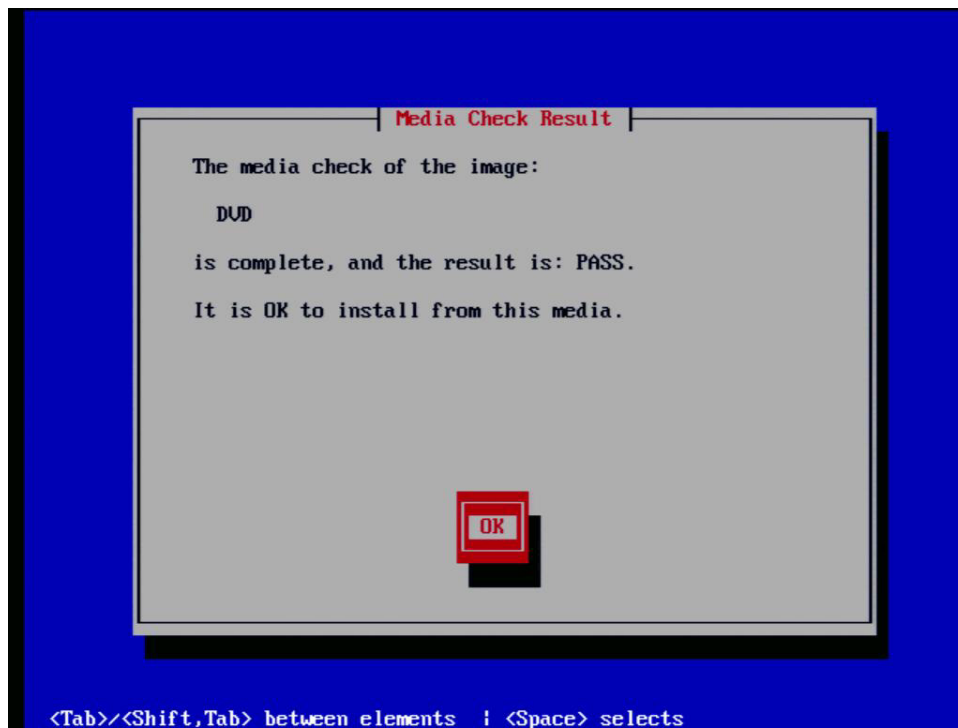 Media Check Result
The media check of the image:
DVD
is complete, and the result is: PASS.
It is OK to install from this media.
OK
<Tab>/<Shift,Tab> between elements | <Space> selects